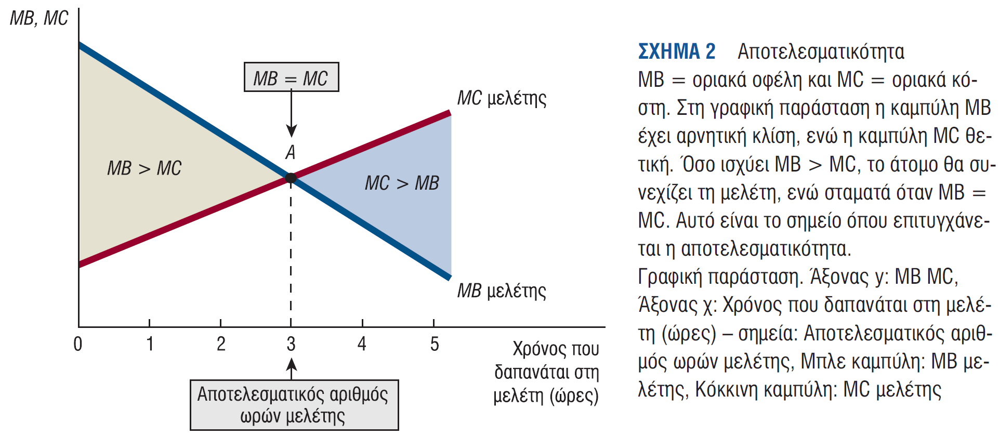 MB, MC
MB = MC
MC μελέτης
A
MB > MC
MC > MB
MB μελέτης
0 1 2 3 4 5
Χρόνος που
δαπανάται στη
μελέτη (ώρες)
Αποτελεσματικός αριθμός
ωρών μελέτης
ΣΧΗΜΑ 2 Αποτελεσματικότητα
MB = οριακά οφέλη και MC = οριακά κό-
στη. Στη γραφική παράσταση η καμπύλη MB
έχει αρνητική κλίση, ενώ η καμπύλη MC θε-
τική. Όσο ισχύει MB > MC, το άτομο θα συ-
νεχίζει τη μελέτη, ενώ σταματά όταν MB =
MC. Αυτό είναι το σημείο όπου επιτυγχάνε-
ται η αποτελεσματικότητα.
Γραφική παράσταση. Άξονας y: MB MC,
Άξονας χ: Χρόνος που δαπανάται στη μελέ-
τη (ώρες) – σημεία: Αποτελεσματικός αριθ-
μός ωρών μελέτης, Μπλε καμπύλη: MB με-
λέτης, Κόκκινη καμπύλη: MC μελέτης